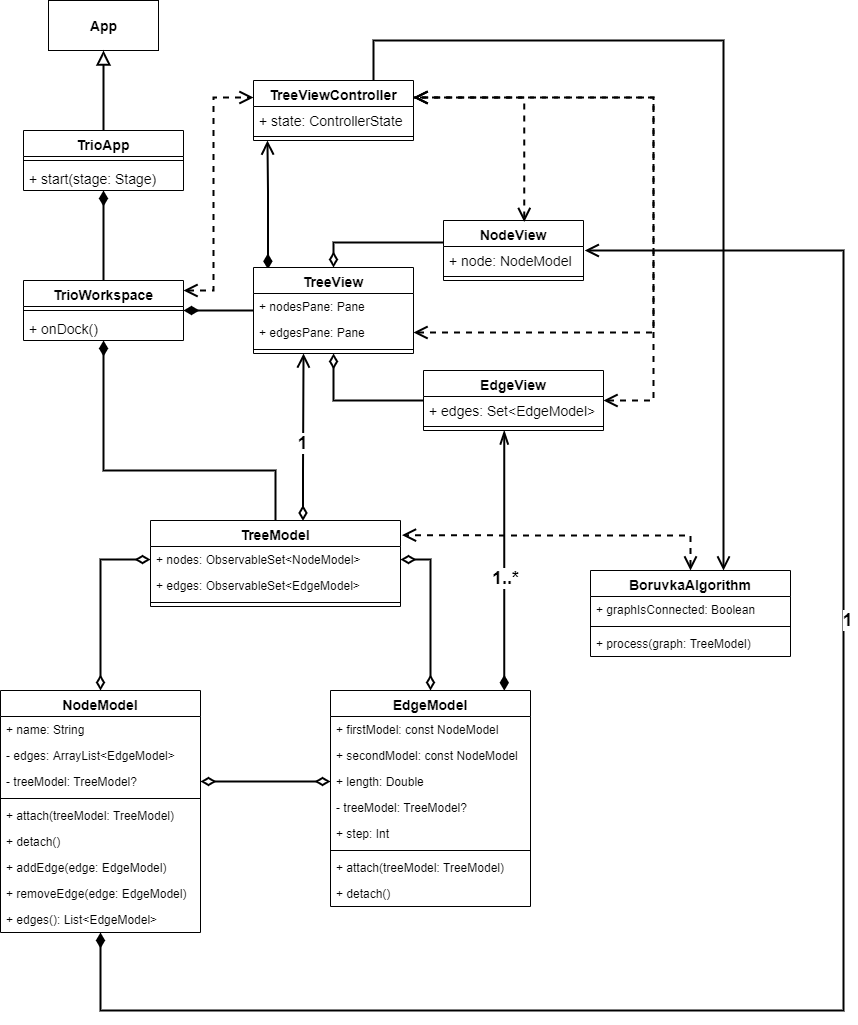 App
TreeViewController
+ state: ControllerState
TrioApp
+ start(stage: Stage)
NodeView
+ node: NodeModel
TrioWorkspace
+ onDock()
TreeView
+ nodesPane: Pane
+ edgesPane: Pane
EdgeView
+ edges: Set<EdgeModel>
1
TreeModel
+ nodes: ObservableSet<NodeModel>
+ edges: ObservableSet<EdgeModel>
1..*
BoruvkaAlgorithm
+ graphIsConnected: Boolean
+ process(graph: TreeModel)
1
NodeModel
+ name: String
- edges: ArrayList<EdgeModel>
- treeModel: TreeModel?
+ attach(treeModel: TreeModel)
+ detach()
+ addEdge(edge: EdgeModel)
+ removeEdge(edge: EdgeModel)
+ edges(): List<EdgeModel>
EdgeModel
+ firstModel: const NodeModel
+ secondModel: const NodeModel
+ length: Double
- treeModel: TreeModel?
+ step: Int
+ attach(treeModel: TreeModel)
+ detach()